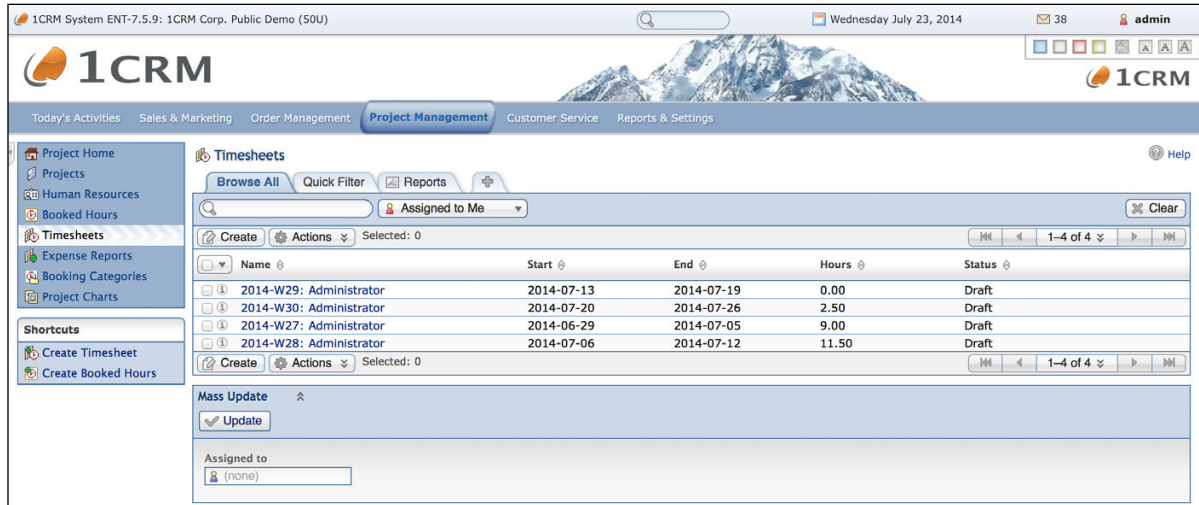 1CRM System ENT-7.5.9: 1CRM Corp. Public Demo (50U) Wednesday July 23, 2014 38 admin
A A A
1CRM 1CRM
Today's Activities Sales & Marketing Order Management Project Management Customer Service Reports & Settings
Project Home
Projects
Human Resources
Booked Hours
Timesheets
Expense Reports
Booking Categories
Project Charts
Shortcuts
Create Timesheet
Create Booked Hours
Timesheets Help
Browse All Quick Filter Reports
Assigned to Me Clear
Create Actions Selected: 0 1–4 of 4
Name Start End Hours Status
2014-W29: Administrator 2014-07-13 2014-07-19 0.00 Draft
2014-W30: Administrator 2014-07-20 2014-07-26 2.50 Draft
2014-W27: Administrator 2014-06-29 2014-07-05 9.00 Draft
2014-W28: Administrator 2014-07-06 2014-07-12 11.50 Draft
Create Actions Selected: 0 1–4 of 4
Mass Update
Update
Assigned to
(none)